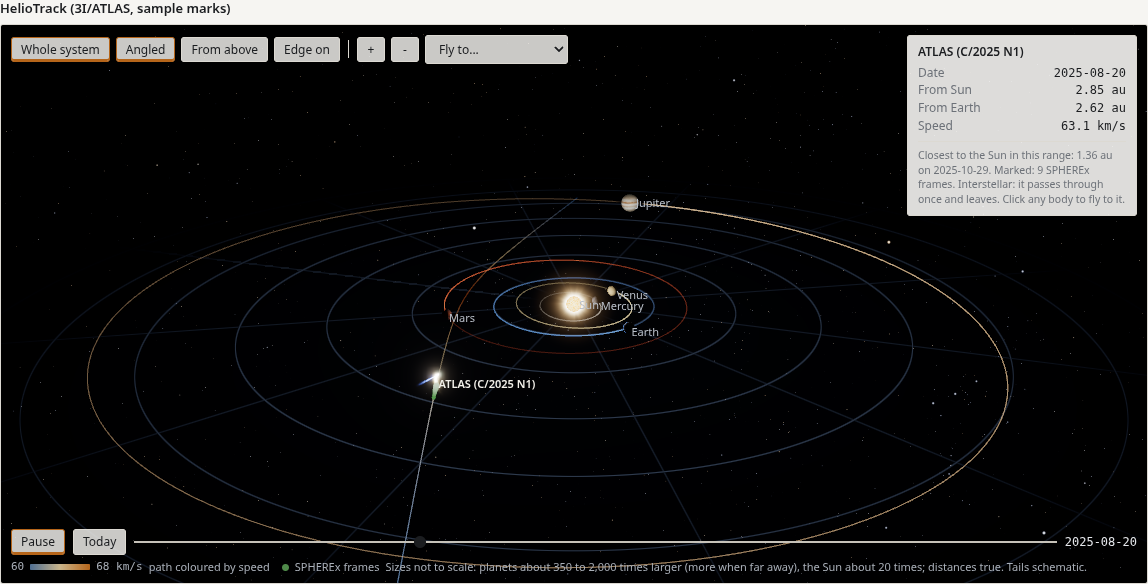 HelioTrack (3I/ATLAS, sample marks)
Whole system Angled From above Edge on + - Fly to...
ATLAS (C/2025 N1)
Date 2025-08-20
From Sun 2.85 au
From Earth 2.62 au
Speed 63.1 km/s
Closest to the Sun in this range: 1.36 au
on 2025-10-29. Marked: 9 SPHEREx
frames. Interstellar: it passes through
once and leaves. Click any body to fly to it.
Jupiter
Venus
Sun Mercury
Mars
Earth
ATLAS (C/2025 N1)
Pause Today 2025-08-20
60 68 km/s path coloured by speed SPHEREx frames Sizes not to scale: planets about 350 to 2,000 times larger (more when far away), the Sun about 20 times; distances true. Tails schematic.